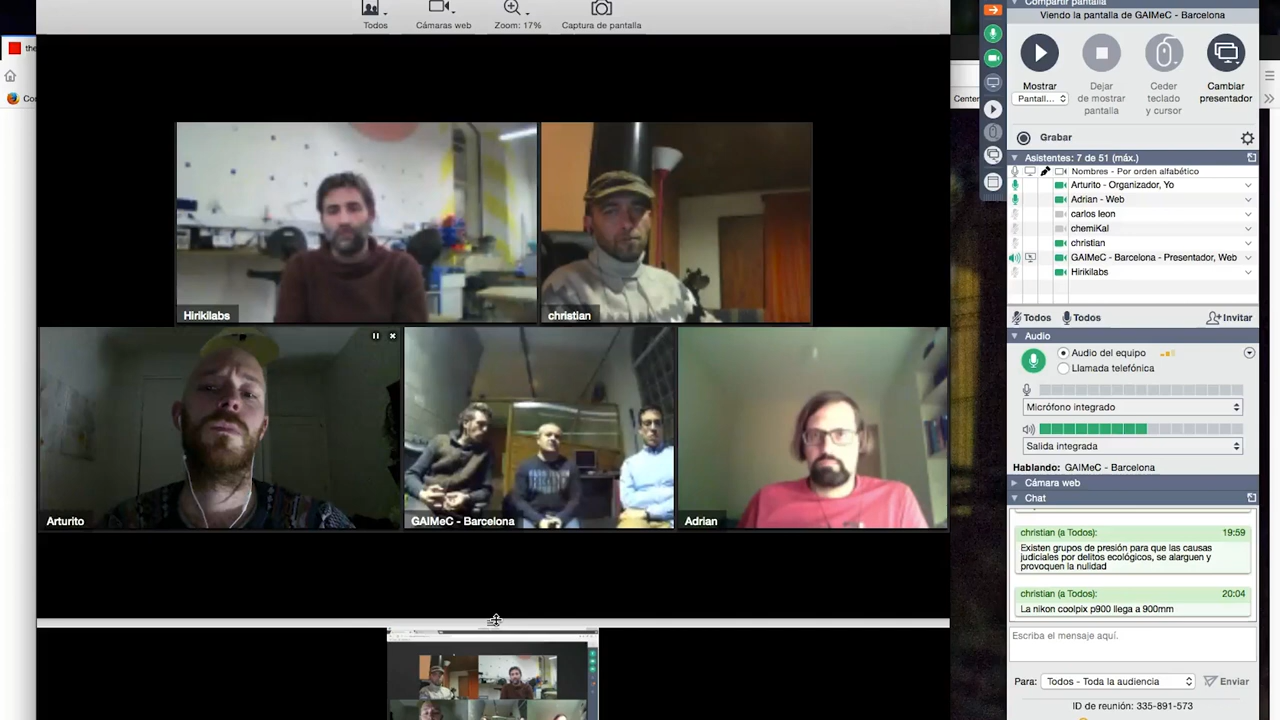 Todos
Cámaras web
Zoom: 17%
Captura de pantalla
Compartir pantalla
Viendo la pantalla de GAIMeC - Barcelona
Mostrar
Pantall...
Dejar
de mostrar
pantalla
Ceder
teclado
y cursor
Cambiar
presentador
Grabar
Asistentes: 7 de 51 (máx.)
Nombres - Por orden alfabético
Arturito - Organizador, Yo
Adrian - Web
carlos leon
chemiKal
christian
GAIMeC - Barcelona - Presentador, Web
Hirikilabs
Todos
Todos
Invitar
Audio
Audio del equipo
Llamada telefónica
Micrófono integrado
Salida integrada
Hablando: GAIMeC - Barcelona
Cámara web
Chat
christian (a Todos):
19:59
Existen grupos de presión para que las causas
judiciales por delitos ecológicos, se alarguen y
provoquen la nulidad
christian (a Todos):
20:04
La nikon coolpix p900 llega a 900mm
Escriba el mensaje aquí.
Para:
Todos - Toda la audiencia
Enviar
ID de reunión: 335-891-573
Hirikilabs
christian
Arturito
GAIMeC - Barcelona
Adrian
the
Cor
Center